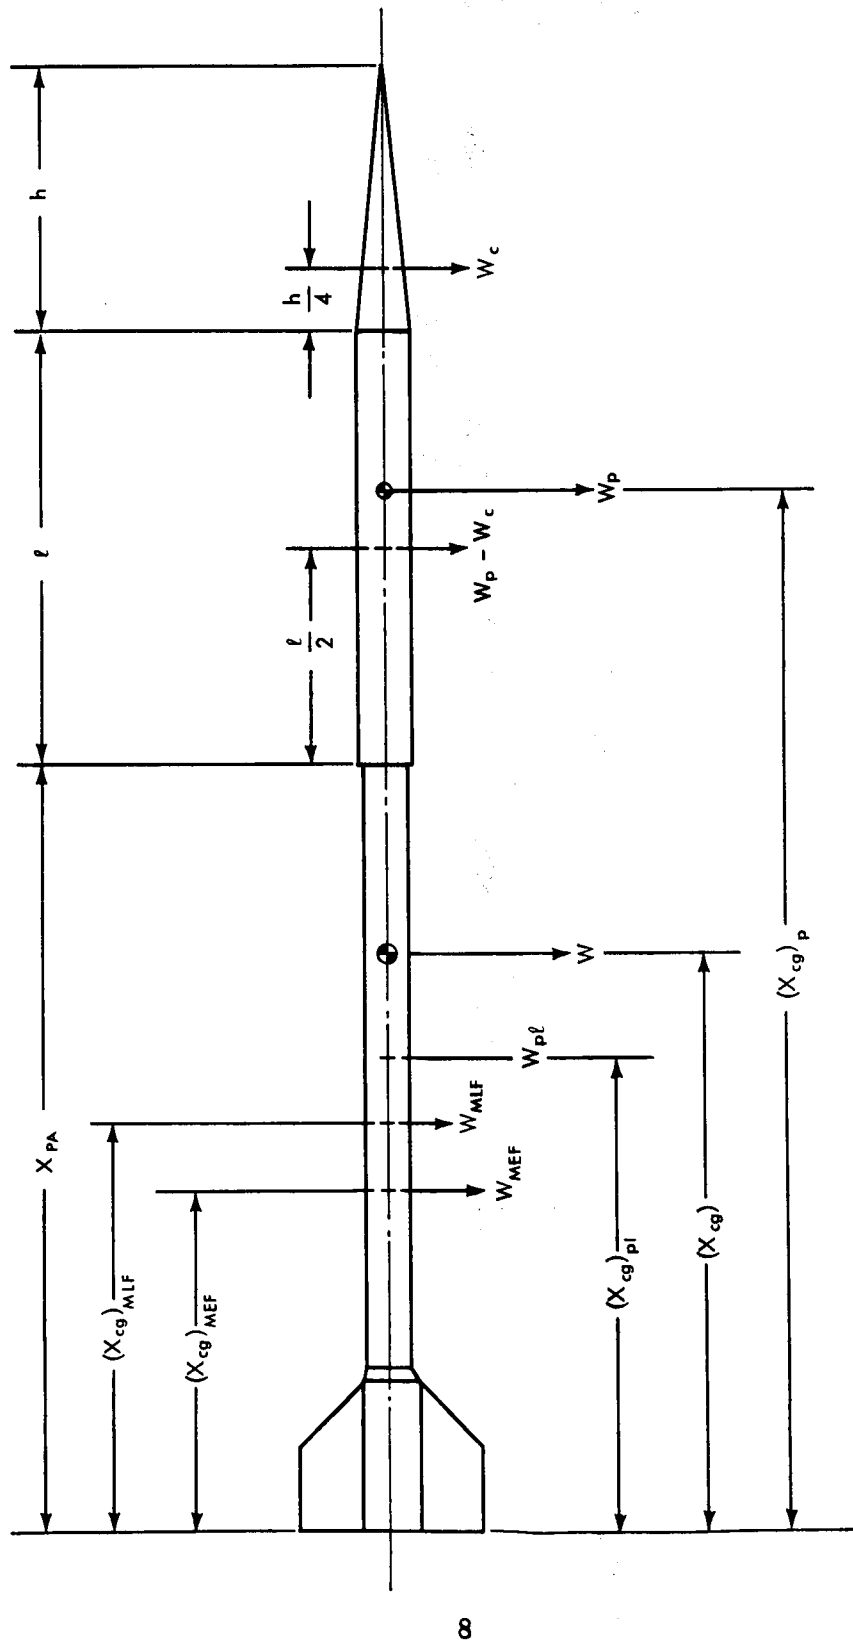 h
h
4
W_c
ℓ
W_p
W_p – W_c
ℓ
2
X_PA
(X_cg)_p
W
W_pℓ
W_MLF
W_MEF
(X_cg)
(X_cg)_pl
(X_cg)_MLF
(X_cg)_MEF
8